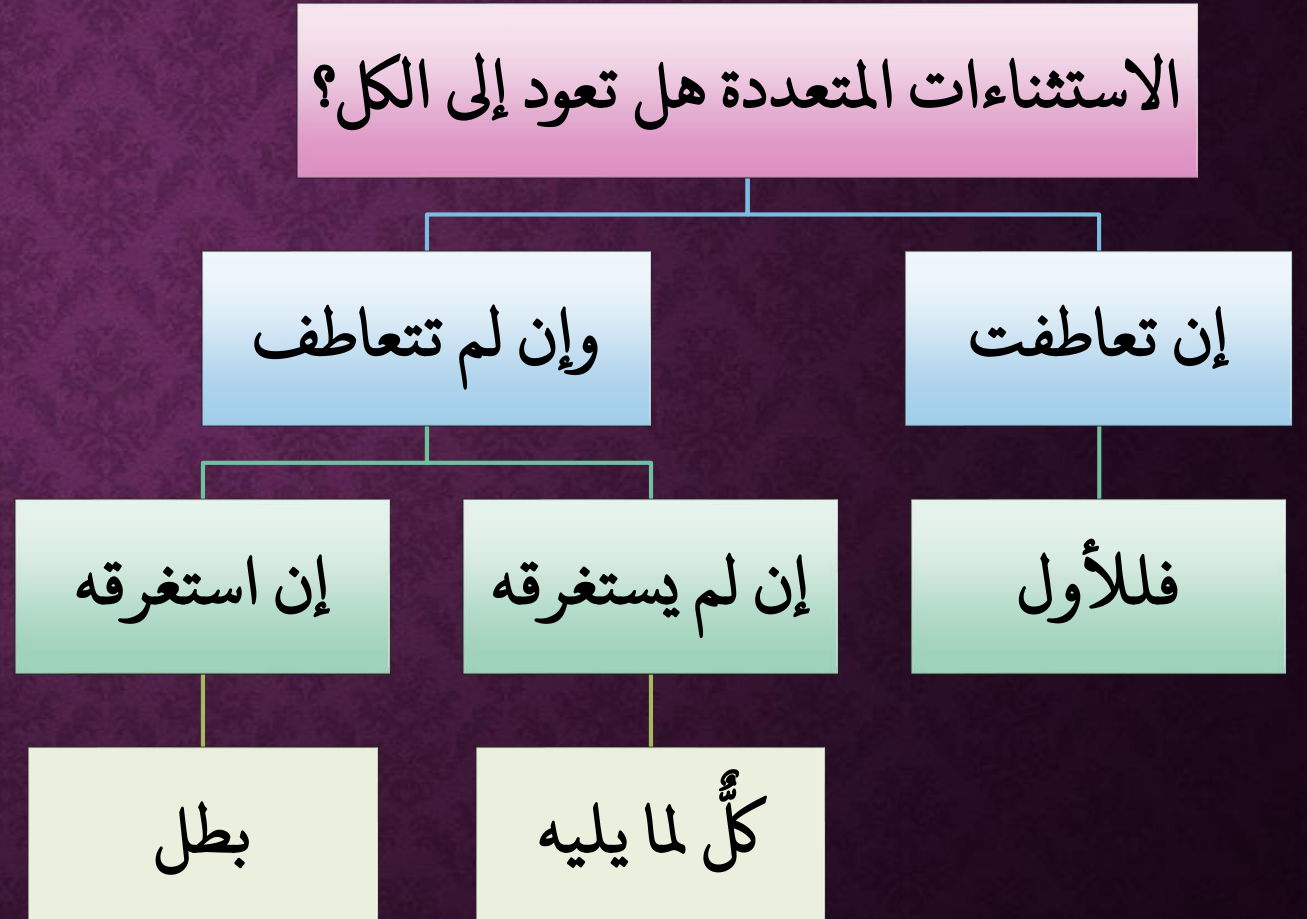 الاستثناءات المتعددة هل تعود إلى الكل؟
إن تعاطفت
وإن لم تتعاطف
فللأول
إن لم يستغرقه
إن استغرقه
كلٌّ لما يليه
بطل